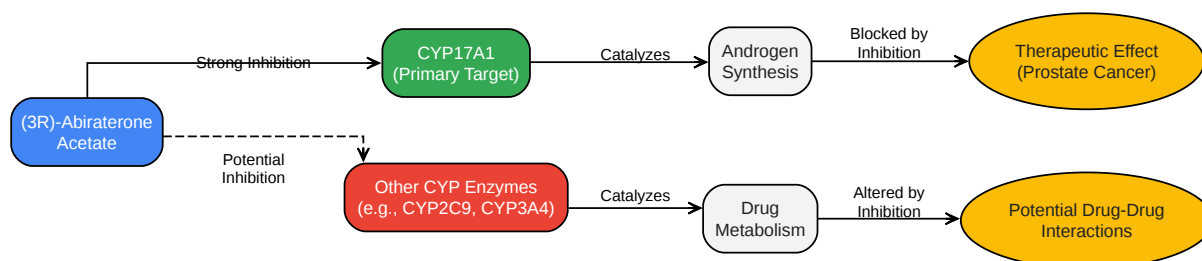 (3R)-Abiraterone
Acetate
Strong Inhibition
CYP17A1
(Primary Target)
Catalyzes
Androgen
Synthesis
Blocked by
Inhibition
Therapeutic Effect
(Prostate Cancer)
Potential
Inhibition
Other CYP Enzymes
(e.g., CYP2C9, CYP3A4)
Catalyzes
Drug
Metabolism
Altered by
Inhibition
Potential Drug-Drug
Interactions